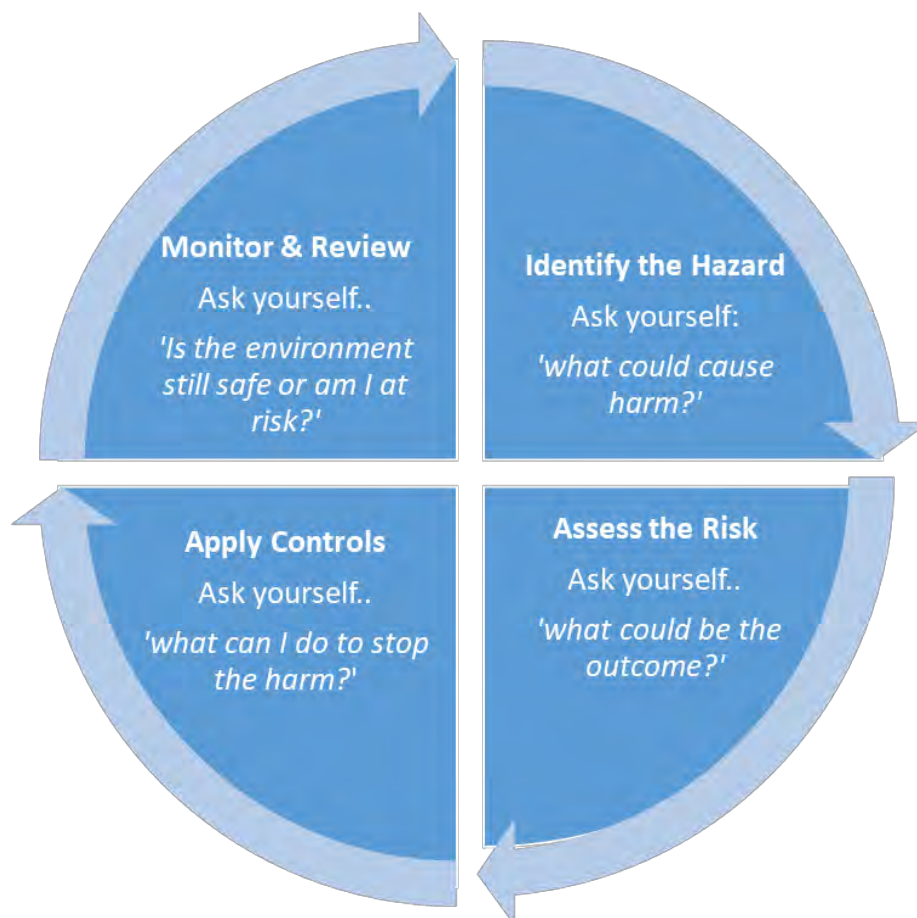 Monitor & Review
Ask yourself..
'Is the environment
still safe or am I at
risk?'
Identify the Hazard
Ask yourself:
'what could cause
harm?'
Apply Controls
Ask yourself..
'what can I do to stop
the harm?'
Assess the Risk
Ask yourself..
'what could be the
outcome?'